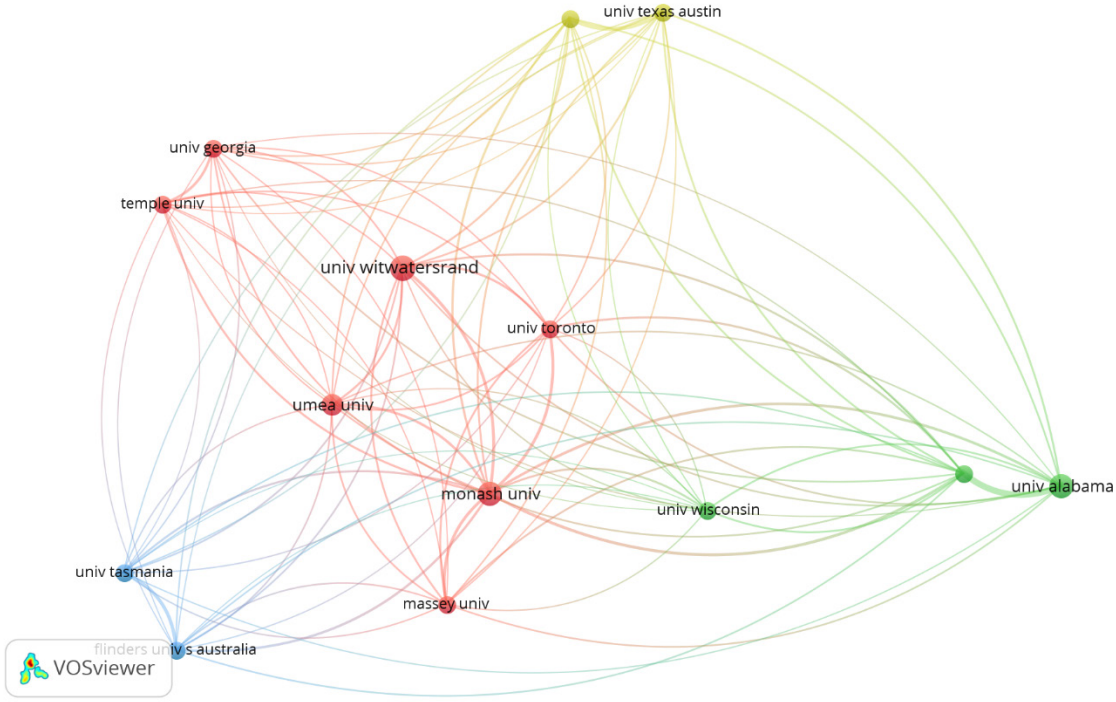 univ texas austin
univ georgia
temple univ
univ witwatersrand
univ toronto
umea univ
monash univ
univ alabama
univ wisconsin
univ tasmania
massey univ
flinders univ s australia
VOSviewer